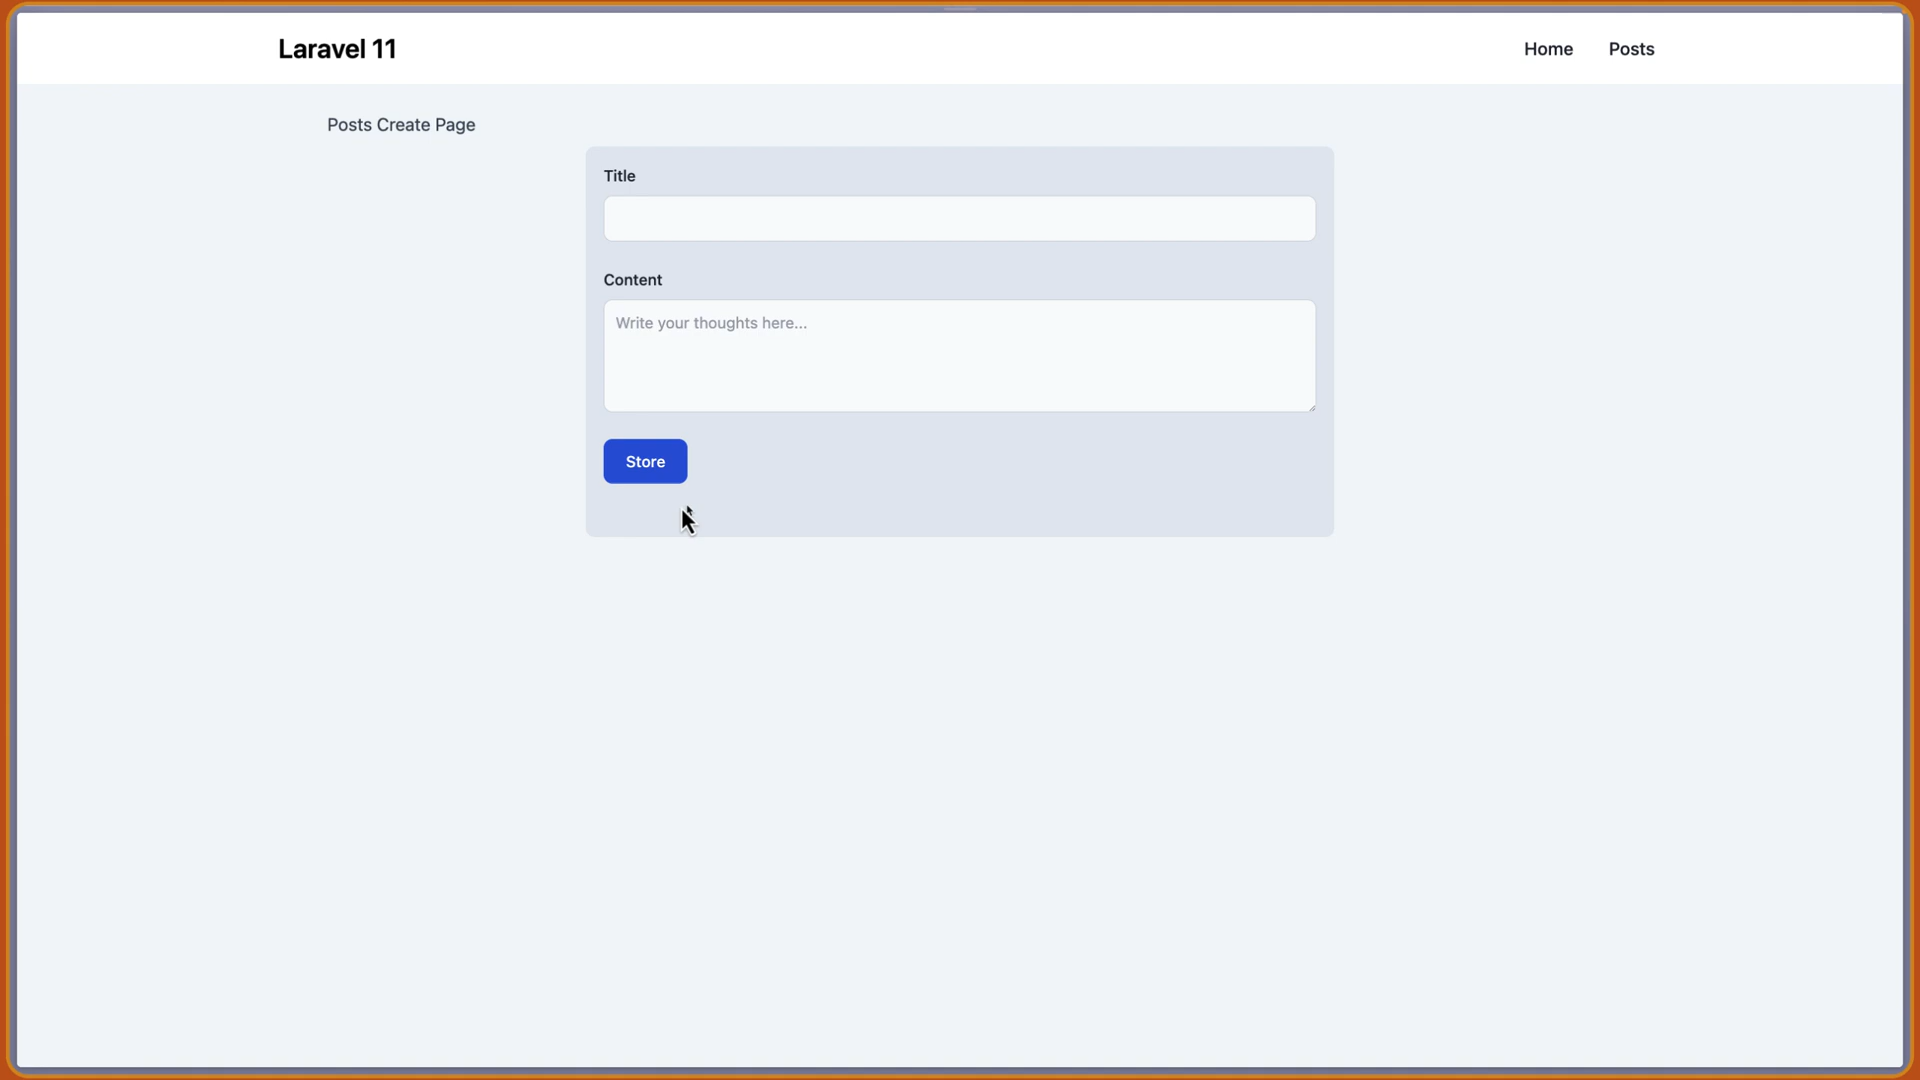 Laravel 11
Home
Posts
Posts Create Page
Title
Content
Write your thoughts here...
Store